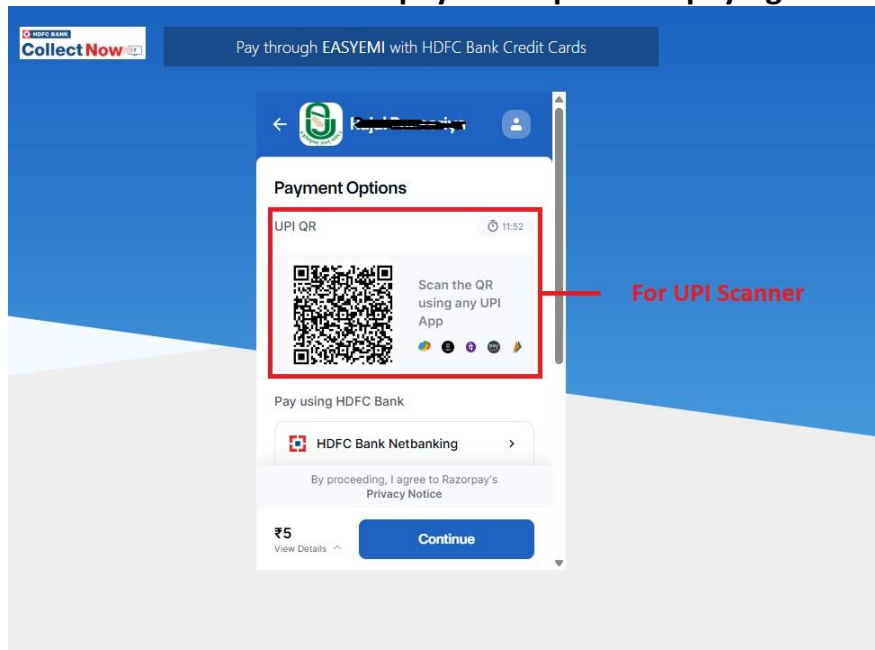 HDFC BANK
Collect Now
Pay through EASYEMI with HDFC Bank Credit Cards
Payment Options
UPI QR
11:52
Scan the QR
using any UPI
App
For UPI Scanner
Pay using HDFC Bank
HDFC Bank Netbanking
By proceeding, I agree to Razorpay's
Privacy Notice
₹5
View Details
Continue